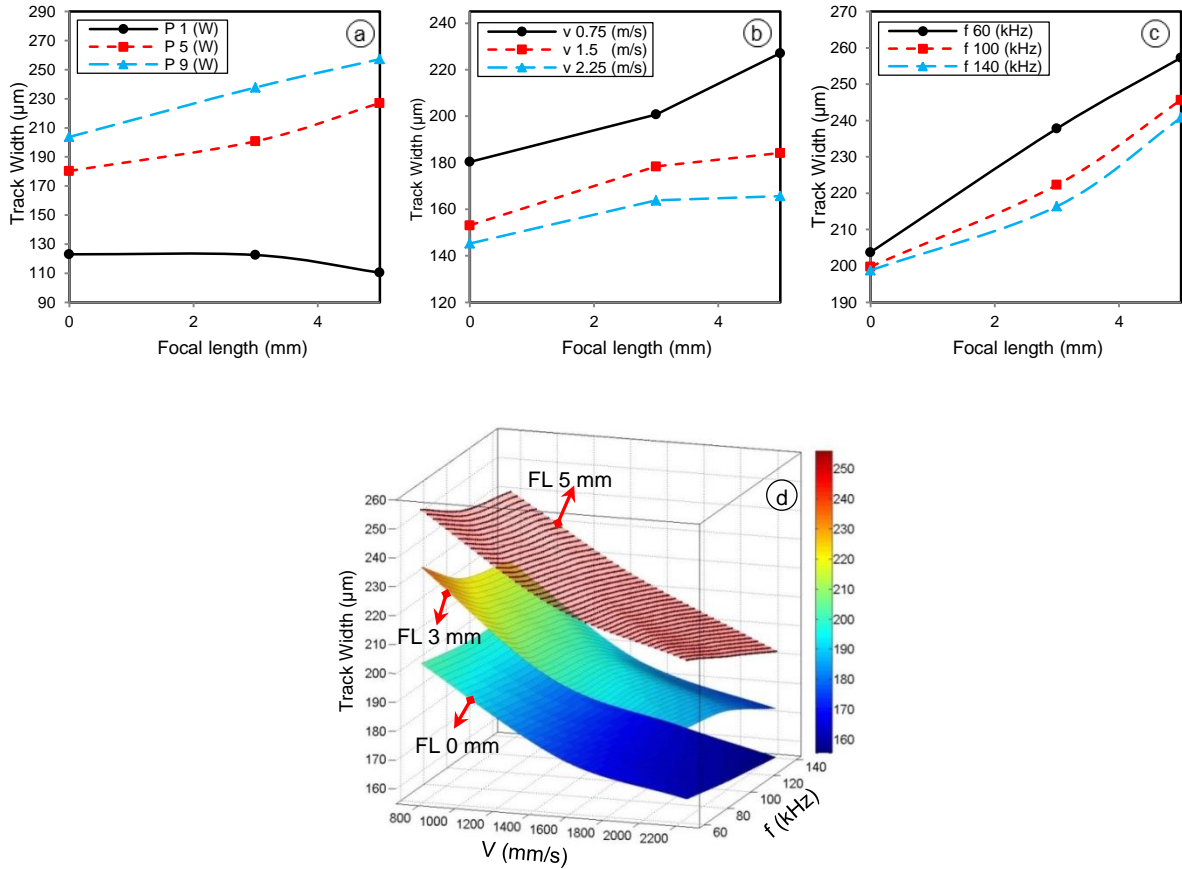 290
270
250
230
210
190
170
150
130
110
90
Track Width (µm)
P 1 (W)
P 5 (W)
P 9 (W)
a
0 2 4
Focal length (mm)
240
220
200
180
160
140
120
Track Width (µm)
v 0.75 (m/s)
v 1.5 (m/s)
v 2.25 (m/s)
b
0 2 4
Focal length (mm)
270
260
250
240
230
220
210
200
190
Track Width (µm)
f 60 (kHz)
f 100 (kHz)
f 140 (kHz)
c
0 2 4
Focal length (mm)
260
250
240
230
220
210
200
190
180
170
160
Track Width (µm)
FL 5 mm
FL 3 mm
FL 0 mm
d
800 1000 1200 1400 1600 1800 2000 2200
V (mm/s)
60 80 100 120 140
f (kHz)
250
240
230
220
210
200
190
180
170
160